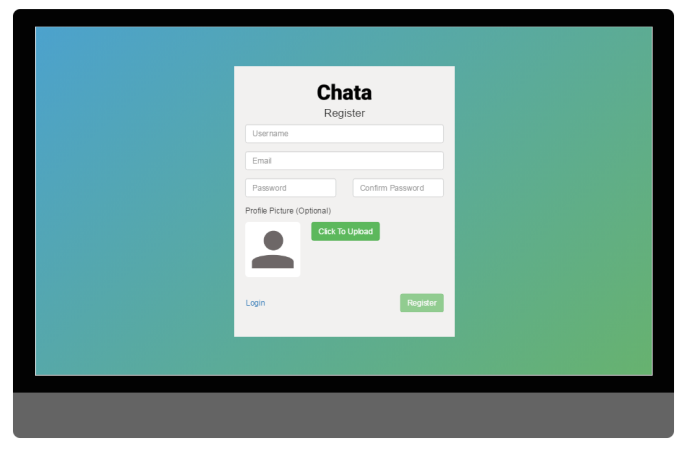 Chata
Register
Username
Email
Password Confirm Password
Profile Picture (Optional)
Click To Upload
Login Register